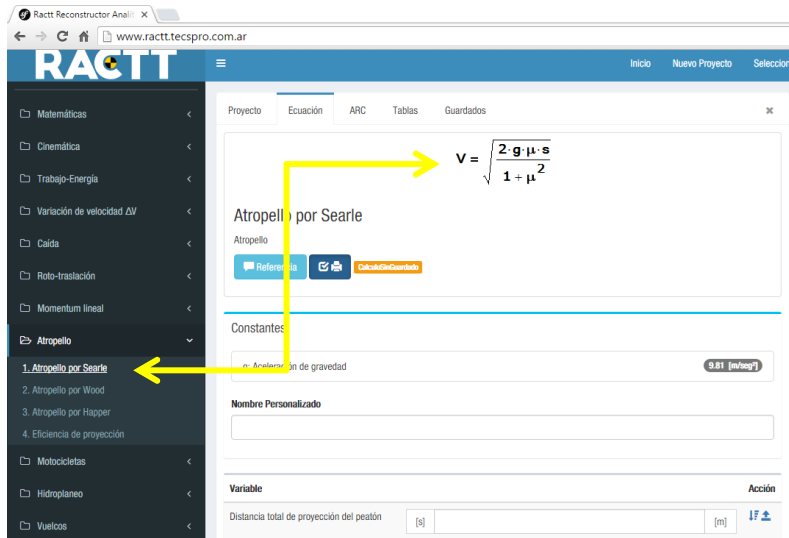 Ractt Reconstructor Analít
www.ractt.tecspro.com.ar
RACTT
Inicio Nuevo Proyecto Seleccion
Matemáticas
Cinemática
Trabajo-Energía
Variación de velocidad ΔV
Caída
Roto-traslación
Momentum lineal
Atropello
1. Atropello por Searle
2. Atropello por Wood
3. Atropello por Happer
4. Eficiencia de proyección
Motocicletas
Hidroplaneo
Vuelcos
Proyecto Ecuación ARC Tablas Guardados
V = √(2·g·μ·s / 1 + μ²)
Atropello por Searle
Atropello
Referencia CalculoSinGuardado
Constantes
g: Aceleración de gravedad 9.81 [m/seg²]
Nombre Personalizado
Variable Acción
Distancia total de proyección del peatón [s] [m]